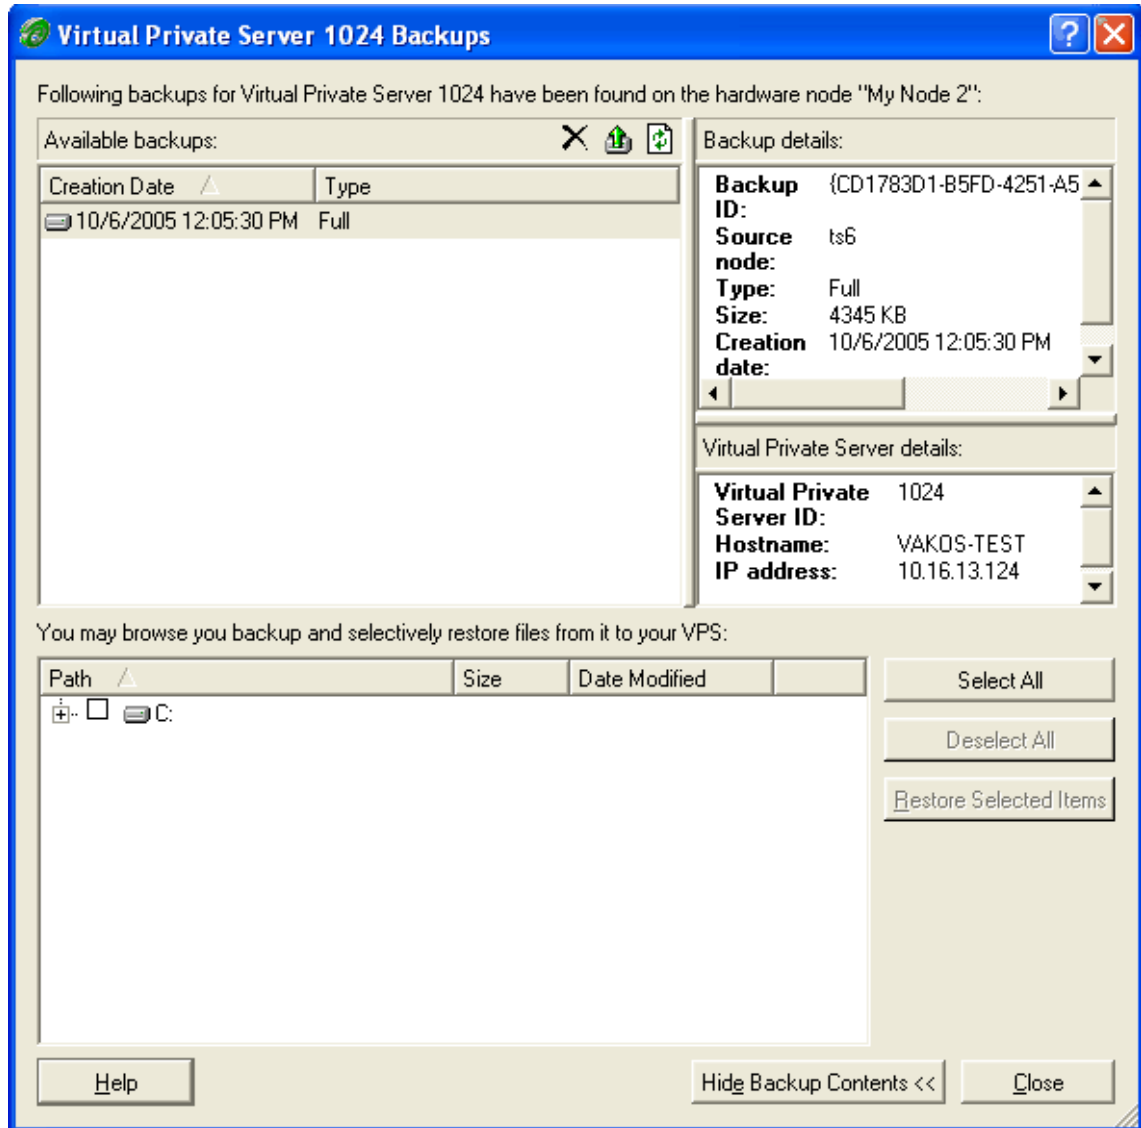 Virtual Private Server 1024 Backups
Following backups for Virtual Private Server 1024 have been found on the hardware node "My Node 2":
Available backups:
Creation Date Type
10/6/2005 12:05:30 PM Full
Backup details:
Backup ID: {CD1783D1-B5FD-4251-A5
Source node: ts6
Type: Full
Size: 4345 KB
Creation date: 10/6/2005 12:05:30 PM
Virtual Private Server details:
Virtual Private Server ID: 1024
Hostname: VAKOS-TEST
IP address: 10.16.13.124
You may browse you backup and selectively restore files from it to your VPS:
Path Size Date Modified
C:
Select All
Deselect All
Restore Selected Items
Help
Hide Backup Contents <<
Close